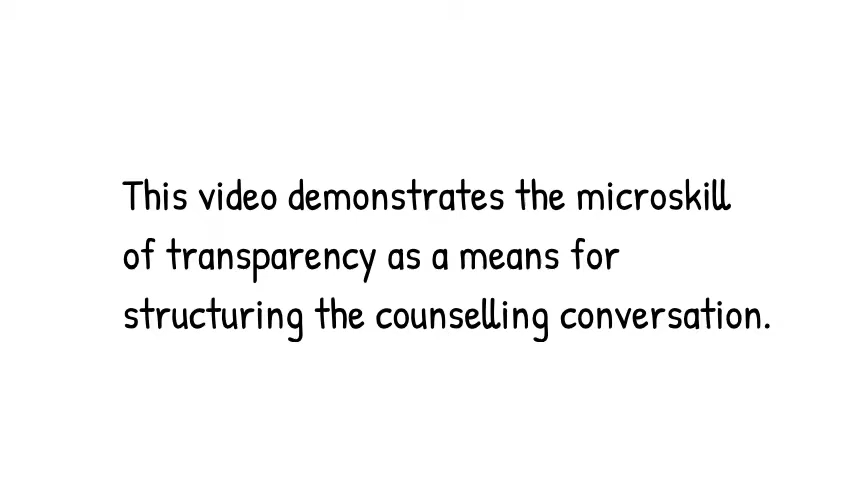 This video demonstrates the microskill
of transparency as a means for
structuring the counselling conversation.